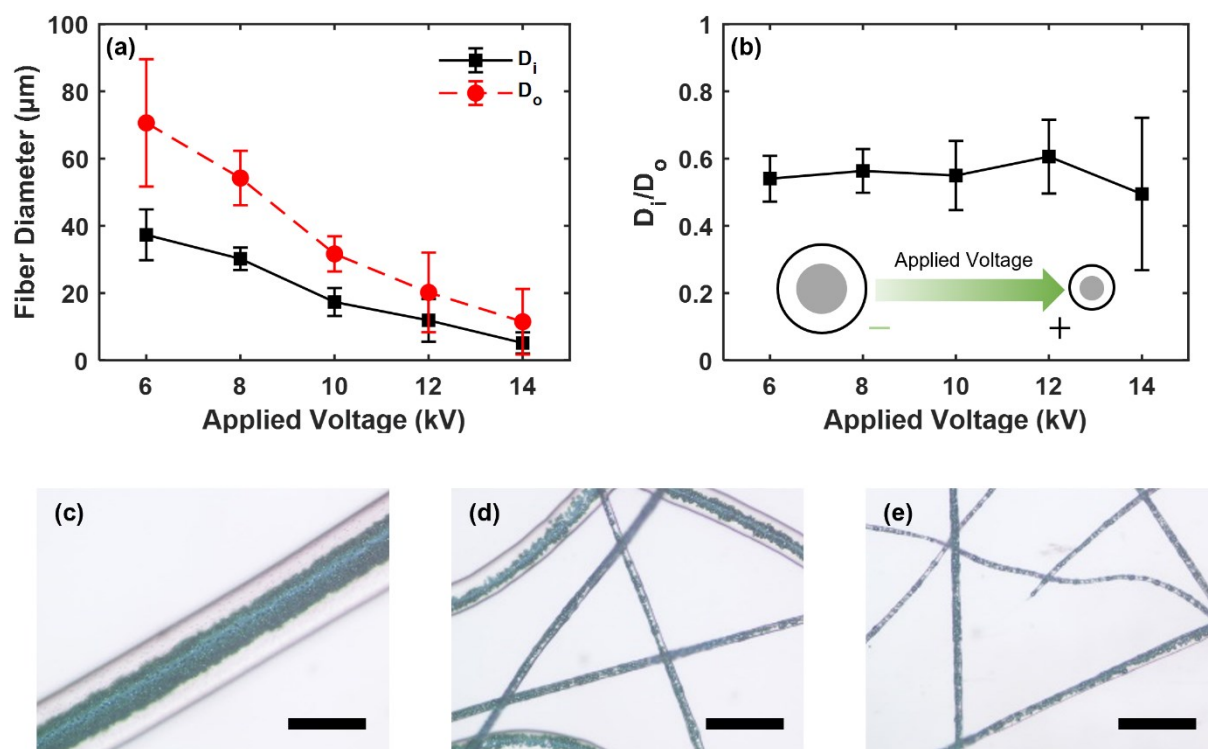 (a)
D_i
D_o
Fiber Diameter (μm)
100
80
60
40
20
0
6 8 10 12 14
Applied Voltage (kV)
(b)
D_i/D_o
1
0.8
0.6
0.4
0.2
0
Applied Voltage
− +
6 8 10 12 14
Applied Voltage (kV)
(c) (d) (e)